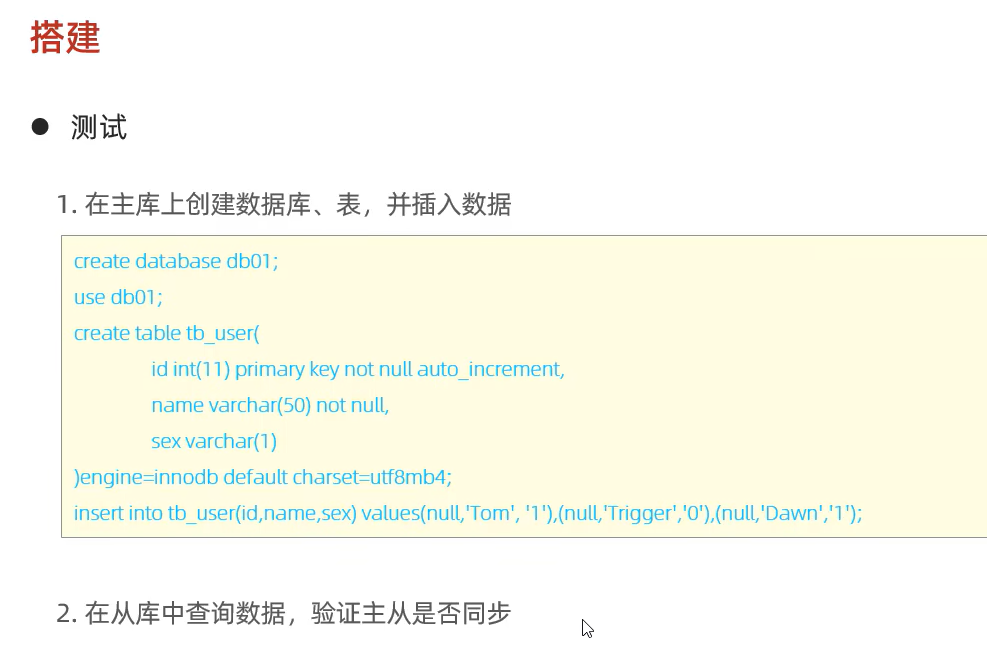 搭建
● 测试
1. 在主库上创建数据库、表，并插入数据
create database db01;
use db01;
create table tb_user(
id int(11) primary key not null auto_increment,
name varchar(50) not null,
sex varchar(1)
)engine=innodb default charset=utf8mb4;
insert into tb_user(id,name,sex) values(null,'Tom', '1'),(null,'Trigger','0'),(null,'Dawn','1');
2. 在从库中查询数据，验证主从是否同步